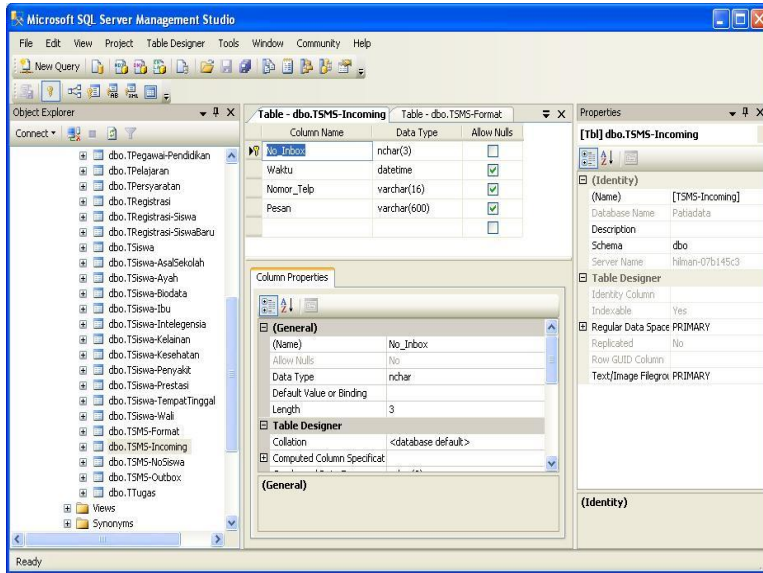 Microsoft SQL Server Management Studio
File Edit View Project Table Designer Tools Window Community Help
New Query
Object Explorer
Connect
dbo.TPegawai-Pendidikan
dbo.TPelajaran
dbo.TPersyaratan
dbo.TRegistrasi
dbo.TRegistrasi-Siswa
dbo.TRegistrasi-SiswaBaru
dbo.TSiswa
dbo.TSiswa-AsalSekolah
dbo.TSiswa-Ayah
dbo.TSiswa-Biodata
dbo.TSiswa-Ibu
dbo.TSiswa-Intelegensia
dbo.TSiswa-Kelainan
dbo.TSiswa-Kesehatan
dbo.TSiswa-Penyakit
dbo.TSiswa-Prestasi
dbo.TSiswa-TempatTinggal
dbo.TSiswa-Wali
dbo.TSMS-Format
dbo.TSMS-Incoming
dbo.TSMS-NoSiswa
dbo.TSMS-Outbox
dbo.TTugas
Views
Synonyms
Table - dbo.TSMS-Incoming Table - dbo.TSMS-Format
Column Name Data Type Allow Nulls
No_Inbox nchar(3)
Waktu datetime
Nomor_Telp varchar(16)
Pesan varchar(600)
Column Properties
(General)
(Name) No_Inbox
Allow Nulls No
Data Type nchar
Default Value or Binding
Length 3
Table Designer
Collation <database default>
Computed Column Specificat
(General)
Properties
[Tbl] dbo.TSMS-In
(Identity)
(Name) [TSMS-Incoming]
Database Name Patiadata
Description
Schema dbo
Server Name hilman-07b145c3
Table Designer
Identity Column
Indexable Yes
Regular Data Space PRIMARY
Replicated No
Row GUID Column
Text/Image Filegrou PRIMARY
(Identity)
Ready